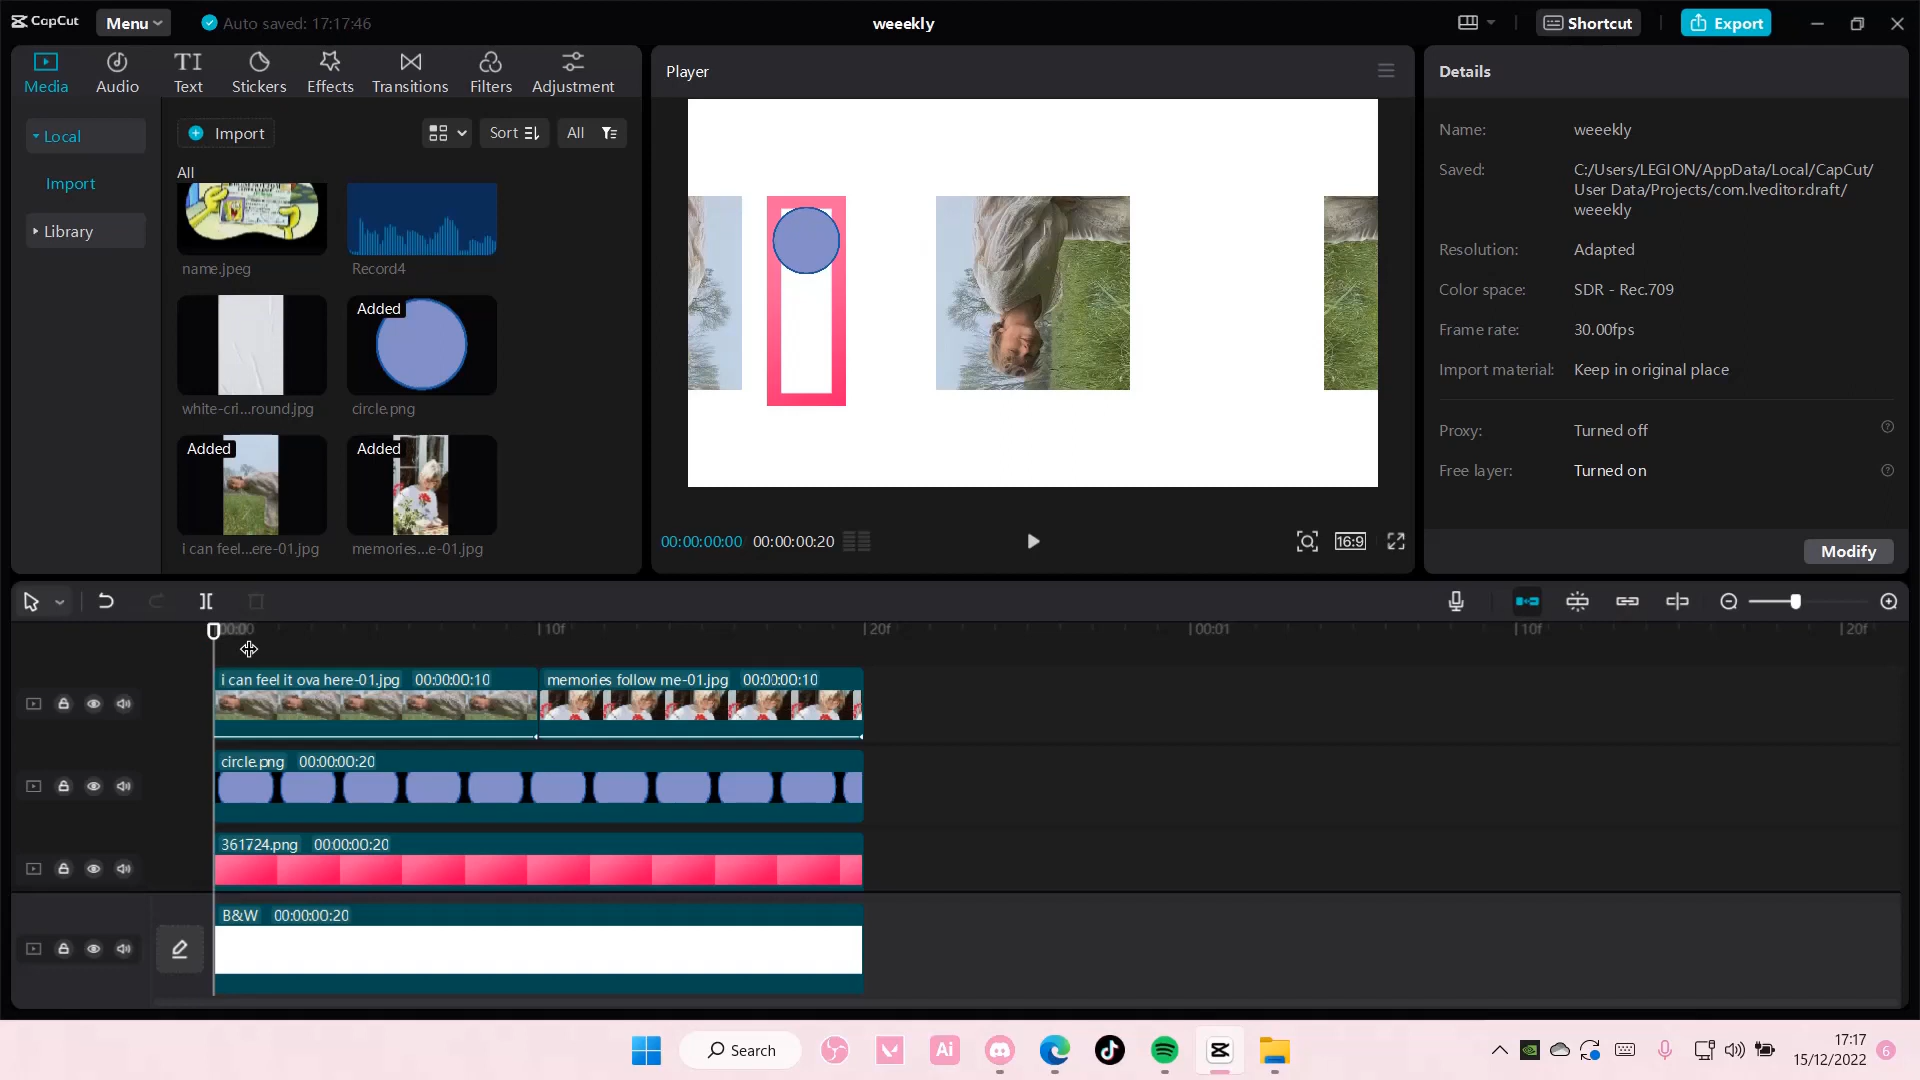 CapCut
Menu
Auto saved: 17:17:46
weeekly
Shortcut
Export
Media
Audio
Text
Stickers
Effects
Transitions
Filters
Adjustment
Local
Import
Library
Import
Sort
All
All
name.jpeg
Record4
white-cri...round.jpg
Added
circle.png
Added
i can feel...ere-01.jpg
Added
memories...e-01.jpg
Player
00:00:00:00
00:00:00:20
16:9
Details
Name:
weeekly
Saved:
C:/Users/LEGION/AppData/Local/CapCut/
User Data/Projects/com.lveditor.draft/
weeekly
Resolution:
Adapted
Color space:
SDR - Rec.709
Frame rate:
30.00fps
Import material:
Keep in original place
Proxy:
Turned off
Free layer:
Turned on
Modify
00:00
10f
20f
00:01
10f
20f
i can feel it ova here-01.jpg 00:00:00:10
memories follow me-01.jpg 00:00:00:10
circle.png 00:00:00:20
361724.png 00:00:00:20
B&W 00:00:00:20
Search
Ai
17:17
15/12/2022
6